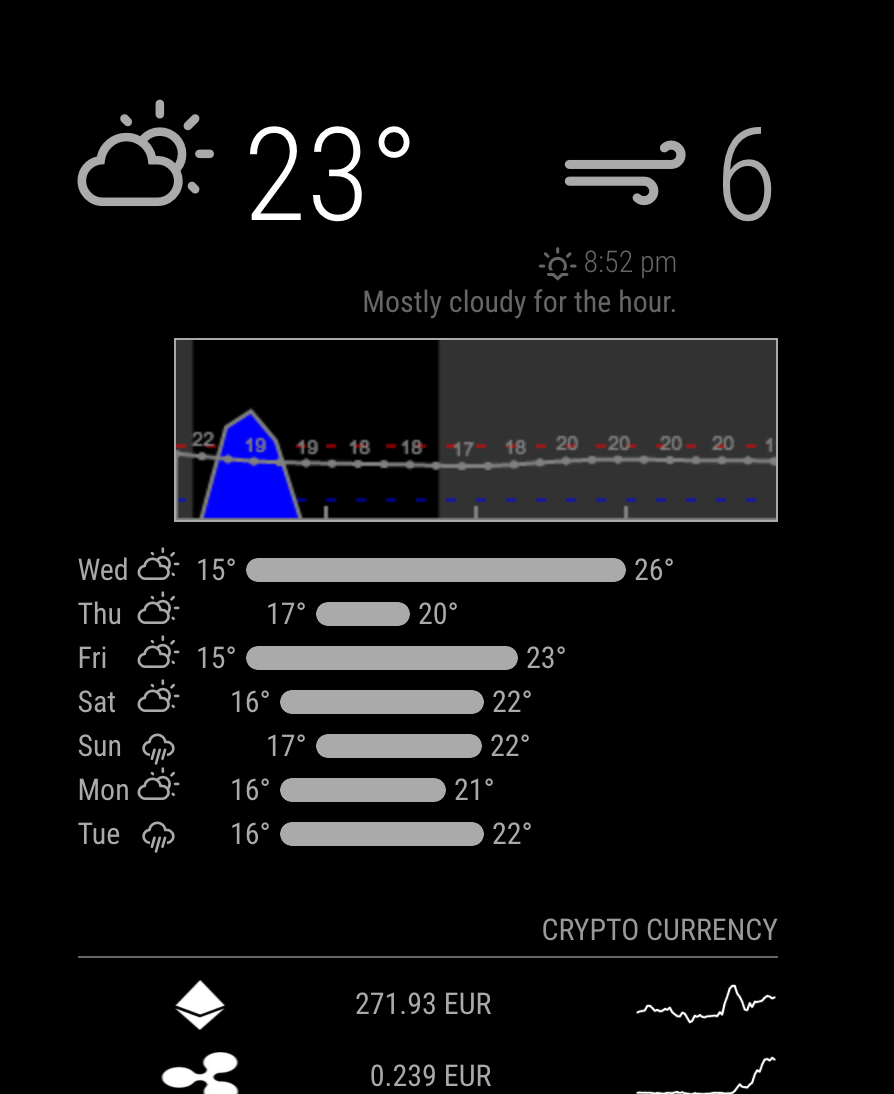 23° 6
8:52 pm
Mostly cloudy for the hour.
22 19 19 18 18 17 18 20 20 20 20 1
Wed 15° 26°
Thu 17° 20°
Fri 15° 23°
Sat 16° 22°
Sun 17° 22°
Mon 16° 21°
Tue 16° 22°
CRYPTO CURRENCY
271.93 EUR
0.239 EUR